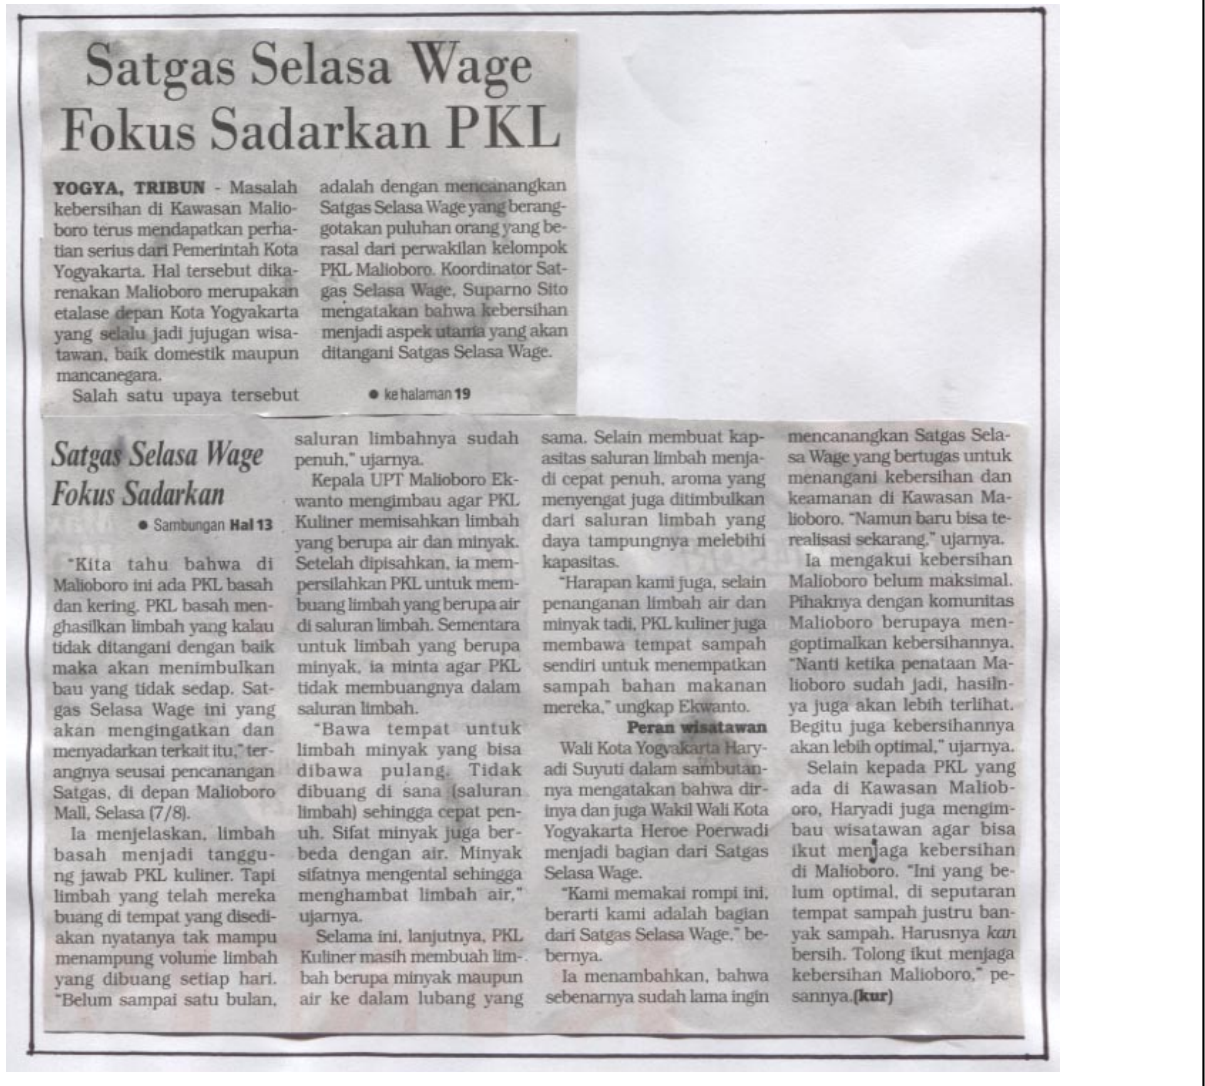 Satgas Selasa Wage
Fokus Sadarkan PKL
YOGYA, TRIBUN - Masalah
kebersihan di Kawasan Malio-
boro terus mendapatkan perha-
tian serius dari Pemerintah Kota
Yogyakarta. Hal tersebut dika-
renakan Malioboro merupakan
etalase depan Kota Yogyakarta
yang selalu jadi jujugan wisa-
tawan, baik domestik maupun
mancanegara.
Salah satu upaya tersebut
adalah dengan mencanangkan
Satgas Selasa Wage yang berang-
gotakan puluhan orang yang be-
rasal dari perwakilan kelompok
PKL Malioboro. Koordinator Sat-
gas Selasa Wage, Suparno Sito
mengatakan bahwa kebersihan
menjadi aspek utama yang akan
ditangani Satgas Selasa Wage.
● ke halaman 19
Satgas Selasa Wage
Fokus Sadarkan
● Sambungan Hal 13
"Kita tahu bahwa di
Malioboro ini ada PKL basah
dan kering. PKL basah men-
ghasilkan limbah yang kalau
tidak ditangani dengan baik
maka akan menimbulkan
bau yang tidak sedap. Sat-
gas Selasa Wage ini yang
akan mengingatkan dan
menyadarkan terkait itu," ter-
angnya seusai pencanangan
Satgas, di depan Malioboro
Mall, Selasa (7/8).
Ia menjelaskan, limbah
basah menjadi tanggu-
ng jawab PKL kuliner. Tapi
limbah yang telah mereka
buang di tempat yang disedi-
akan nyatanya tak mampu
menampung volume limbah
yang dibuang setiap hari.
"Belum sampai satu bulan,
saluran limbahnya sudah
penuh," ujarnya.
Kepala UPT Malioboro Ek-
wanto mengimbau agar PKL
Kuliner memisahkan limbah
yang berupa air dan minyak.
Setelah dipisahkan, ia mem-
persilahkan PKL untuk mem-
buang limbah yang berupa air
di saluran limbah. Sementara
untuk limbah yang berupa
minyak, ia minta agar PKL
tidak membuangnya dalam
saluran limbah.
"Bawa tempat untuk
limbah minyak yang bisa
dibawa pulang. Tidak
dibuang di sana (saluran
limbah) sehingga cepat pen-
uh. Sifat minyak juga ber-
beda dengan air. Minyak
sifatnya mengental sehingga
menghambat limbah air,"
ujarnya.
Selama ini, lanjutnya, PKL
Kuliner masih membuah lim-
bah berupa minyak maupun
air ke dalam lubang yang
sama. Selain membuat kap-
asitas saluran limbah menja-
di cepat penuh, aroma yang
menyengat juga ditimbulkan
dari saluran limbah yang
daya tampungnya melebihi
kapasitas.
"Harapan kami juga, selain
penanganan limbah air dan
minyak tadi, PKL kuliner juga
membawa tempat sampah
sendiri untuk menempatkan
sampah bahan makanan
mereka," ungkap Ekwanto.
Peran wisatawan
Wali Kota Yogyakarta Hary-
adi Suyuti dalam sambutan-
nya mengatakan bahwa dir-
inya dan juga Wakil Wali Kota
Yogyakarta Heroe Poerwadi
menjadi bagian dari Satgas
Selasa Wage.
"Kami memakai rompi ini,
berarti kami adalah bagian
dari Satgas Selasa Wage," be-
bernya.
Ia menambahkan, bahwa
sebenarnya sudah lama ingin
mencanangkan Satgas Sela-
sa Wage yang bertugas untuk
menangani kebersihan dan
keamanan di Kawasan Ma-
lioboro. "Namun baru bisa te-
realisasi sekarang," ujarnya.
Ia mengakui kebersihan
Malioboro belum maksimal.
Pihaknya dengan komunitas
Malioboro berupaya men-
goptimalkan kebersihannya.
"Nanti ketika penataan Ma-
lioboro sudah jadi, hasiln-
ya juga akan lebih terlihat.
Begitu juga kebersihannya
akan lebih optimal," ujarnya.
Selain kepada PKL yang
ada di Kawasan Maliob-
oro, Haryadi juga mengim-
bau wisatawan agar bisa
ikut menjaga kebersihan
di Malioboro. "Ini yang be-
lum optimal, di seputaran
tempat sampah justru ban-
yak sampah. Harusnya kan
bersih. Tolong ikut menjaga
kebersihan Malioboro," pe-
sannya.(kur)